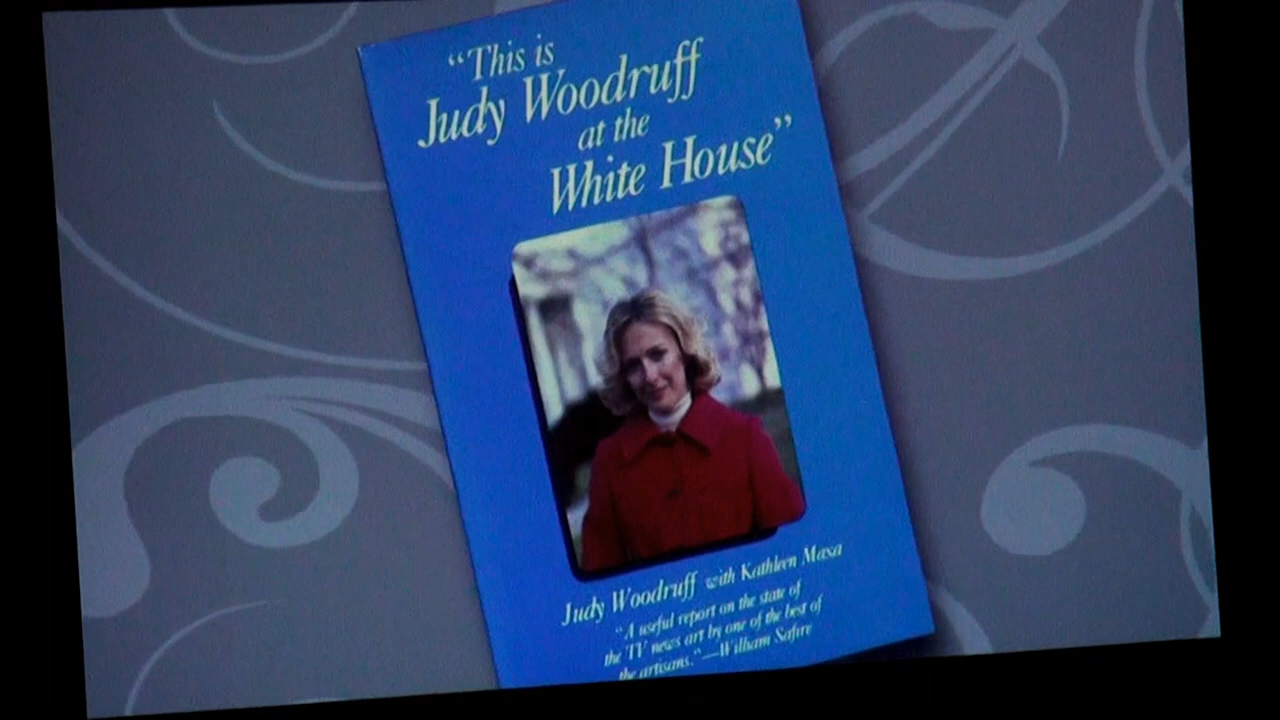 “This is
Judy Woodruff
at the
White House”
Judy Woodruff with Kathleen Maxa
“A useful report on the state of
the TV news art by one of the best of
the artisans.”—William Safire